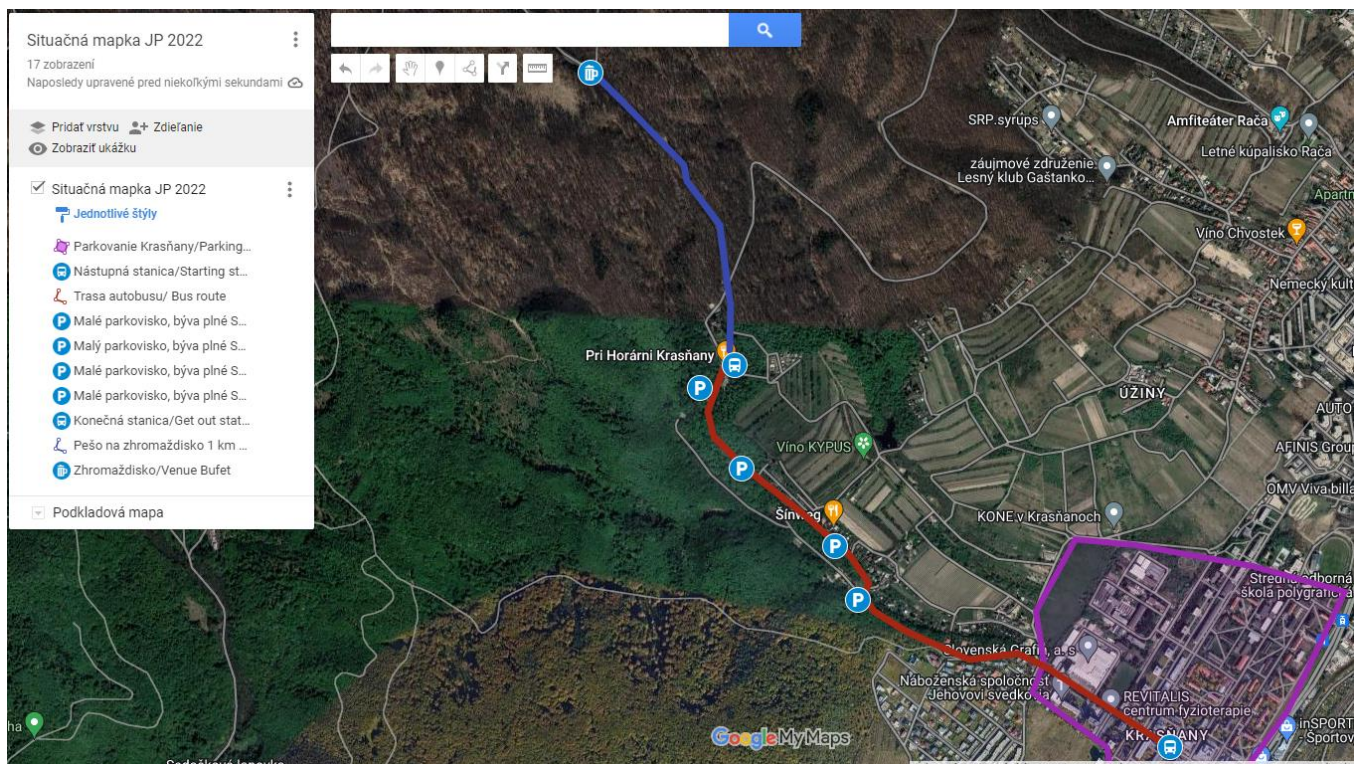 Situačná mapka JP 2022
17 zobrazení
Naposledy upravené pred niekoľkými sekundami
Pridať vrstvu
Zdieľanie
Zobraziť ukážku
Situačná mapka JP 2022
Jednotlivé štýly
Parkovanie Krasňany/Parking...
Nástupná stanica/Starting st...
Trasa autobusu/ Bus route
Malé parkovisko, býva plné S...
Malý parkovisko, býva plné S...
Malé parkovisko, býva plné S...
Malé parkovisko, býva plné S...
Konečná stanica/Get out stat...
Pešo na zhromaždisko 1 km ...
Zhromaždisko/Venue Bufet
Podkladová mapa
SRP.syrups
Amfiteáter Rača
Letné kúpalisko Rača
záujmové združenie
Lesný klub Gaštanko...
Apartm
Víno Chvostek
Nemecký kult
Pri Horárni Krasňany
P
ÚŽINY
AUTO
Víno KYPUS
AFINIS Group
P
OMV Viva billa
Šínweg
KONE v Krasňanoch
P
Stredná odborná
škola polygrafická
P
Slovenská Grafia, a. s
Náboženská spoločnosť
Jehovovi svedkovia
REVITALIS
centrum fyzioterapie
KRASŇANY
inSPORT
- Športov
ha
Google My Maps
Sedačková lanovka